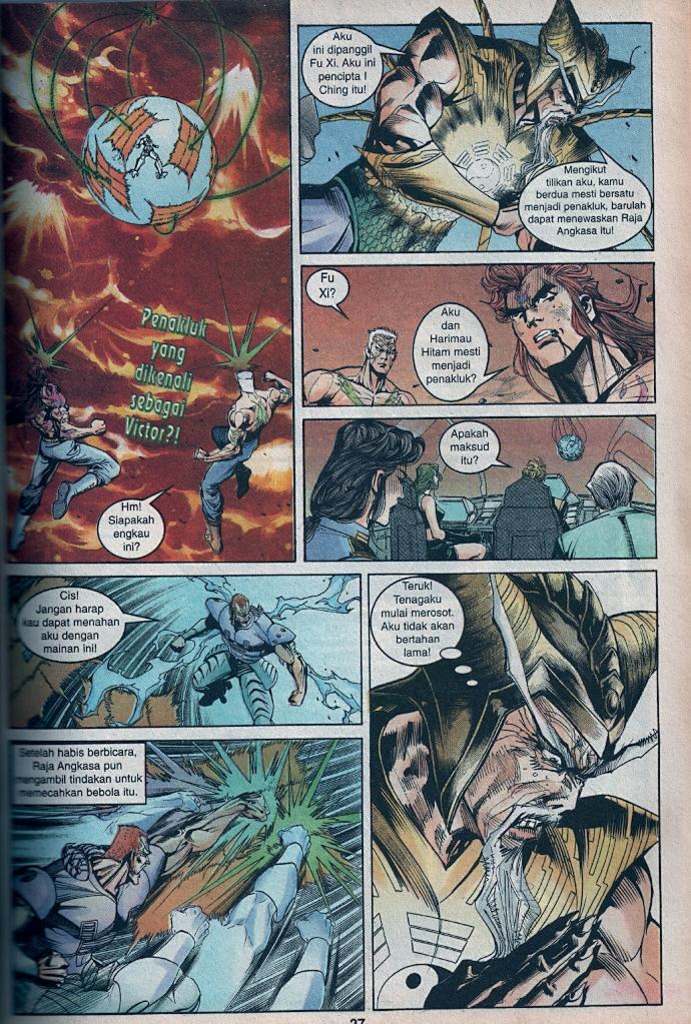 Penakluk
yang
dikenali
sebagai
Victor?!
Hm!
Siapakah
engkau
ini?
Aku
ini dipanggil
Fu Xi. Aku ini
pencipta I
Ching itu!
Mengikut
tilikan aku, kamu
berdua mesti bersatu
menjadi penakluk, barulah
dapat menewaskan Raja
Angkasa itu!
Fu
Xi?
Aku
dan
Harimau
Hitam mesti
menjadi
penakluk?
Apakah
maksud
itu?
Cis!
Jangan harap
kau dapat menahan
aku dengan
mainan ini!
Setelah habis berbicara,
Raja Angkasa pun
mengambil tindakan untuk
memecahkan bebola itu.
Teruk!
Tenagaku
mulai merosot.
Aku tidak akan
bertahan
lama!
27